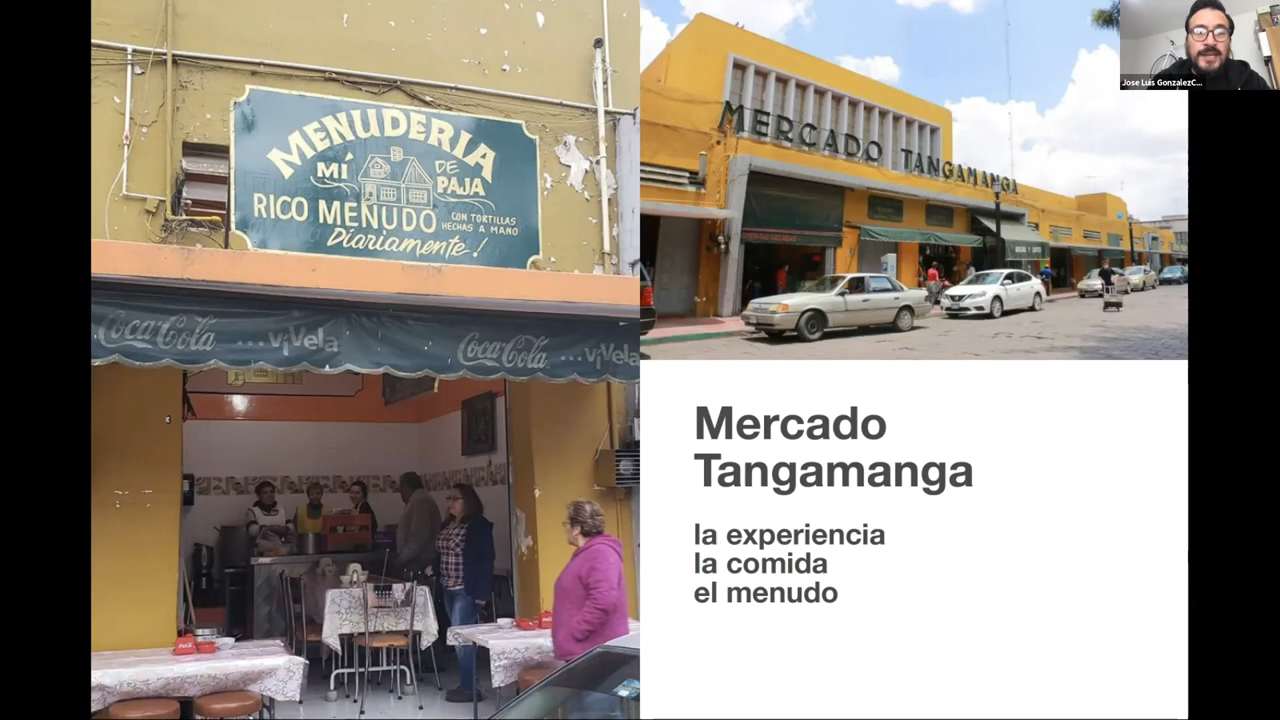 MENUDERIA
MÍ DE PAJA
RICO MENUDO CON TORTILLAS HECHAS A MANO
Diariamente!
Coca-Cola ...viVela
Coca-Cola ...viVela
MERCADO TANGAMANGA
Jose Luis GonzalezC...
Mercado
Tangamanga
la experiencia
la comida
el menudo